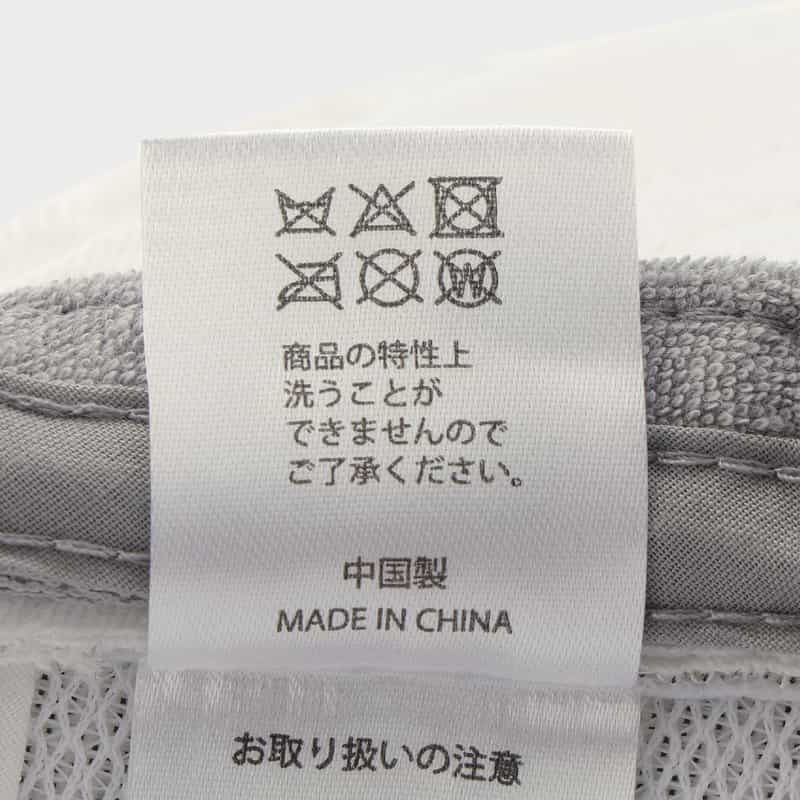 商品の特性上
洗うことが
できませんので
ご了承ください。
中国製
MADE IN CHINA
お取り扱いの注意